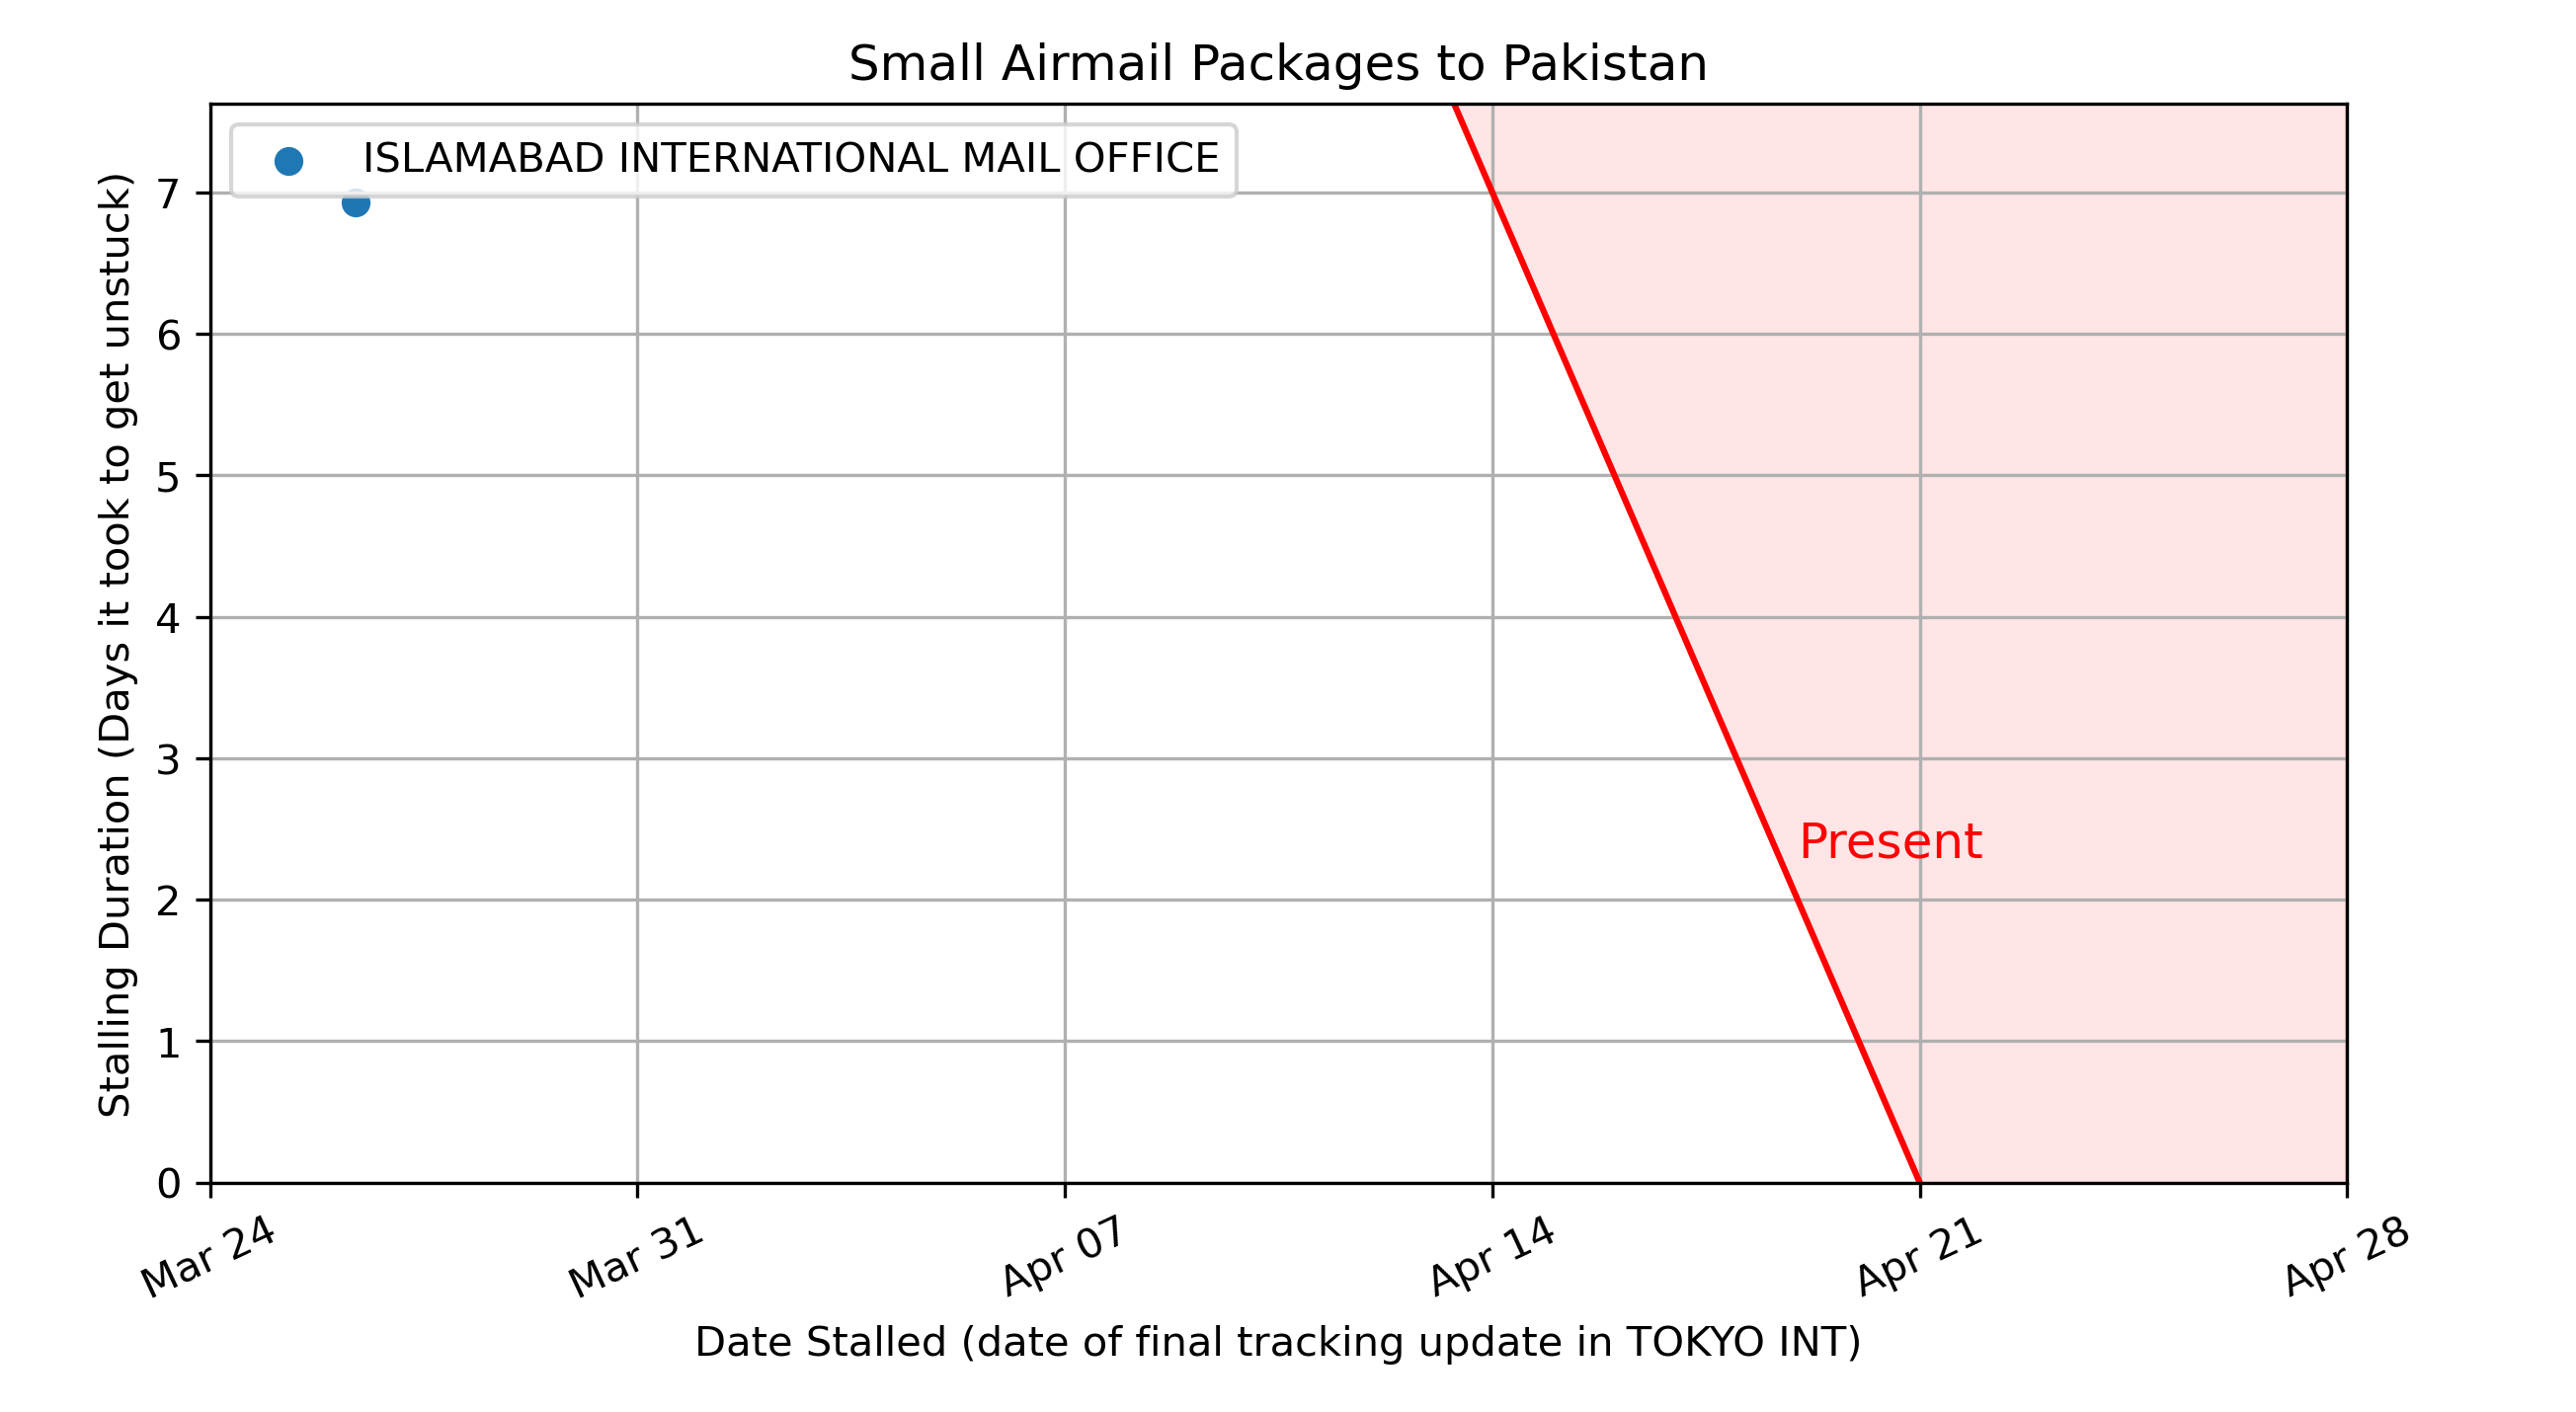 Small Airmail Packages to Pakistan
ISLAMABAD INTERNATIONAL MAIL OFFICE
Stalling Duration (Days it took to get unstuck)
7
6
5
4
3
2
1
0
Present
Mar 24
Mar 31
Apr 07
Apr 14
Apr 21
Apr 28
Date Stalled (date of final tracking update in TOKYO INT)